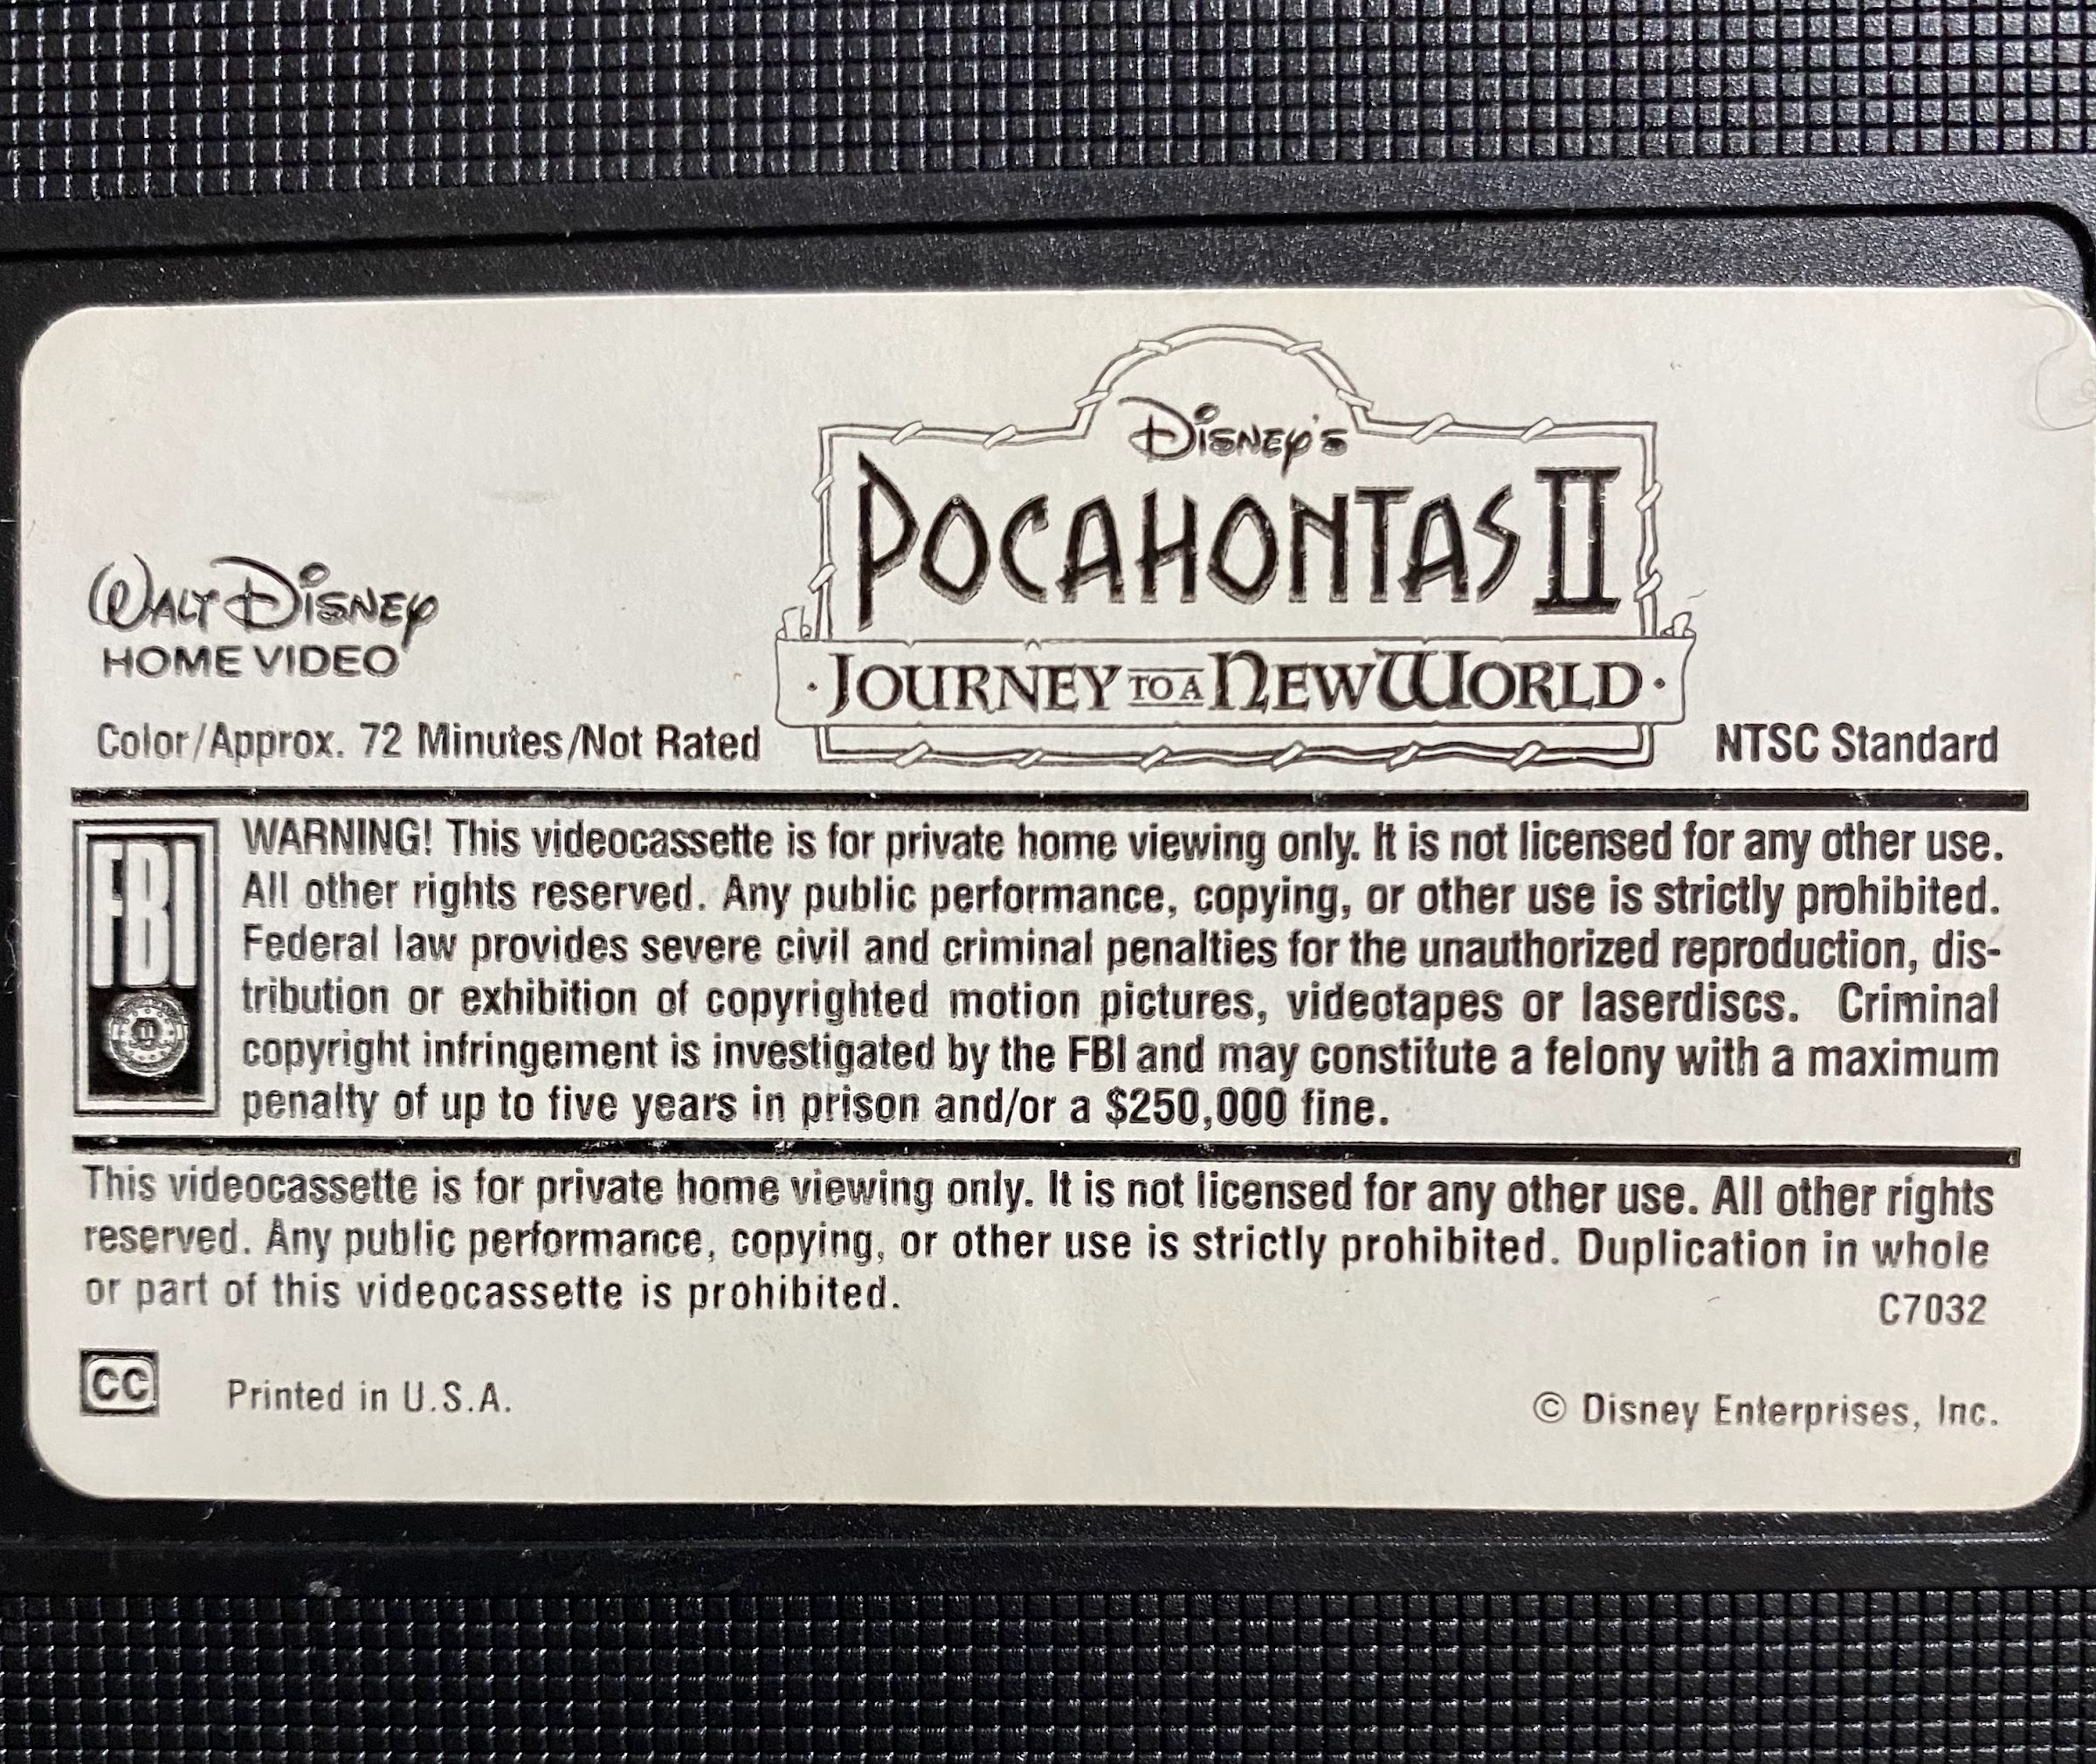 Disney's
POCAHONTAS II
· JOURNEY TO A NEW WORLD ·
WALT DISNEY
HOME VIDEO
Color/Approx. 72 Minutes/Not Rated
NTSC Standard
FBI
WARNING! This videocassette is for private home viewing only. It is not licensed for any other use.
All other rights reserved. Any public performance, copying, or other use is strictly prohibited.
Federal law provides severe civil and criminal penalties for the unauthorized reproduction, dis-
tribution or exhibition of copyrighted motion pictures, videotapes or laserdiscs. Criminal
copyright infringement is investigated by the FBI and may constitute a felony with a maximum
penalty of up to five years in prison and/or a $250,000 fine.
This videocassette is for private home viewing only. It is not licensed for any other use. All other rights
reserved. Any public performance, copying, or other use is strictly prohibited. Duplication in whole
or part of this videocassette is prohibited.
C7032
CC
Printed in U.S.A.
© Disney Enterprises, Inc.